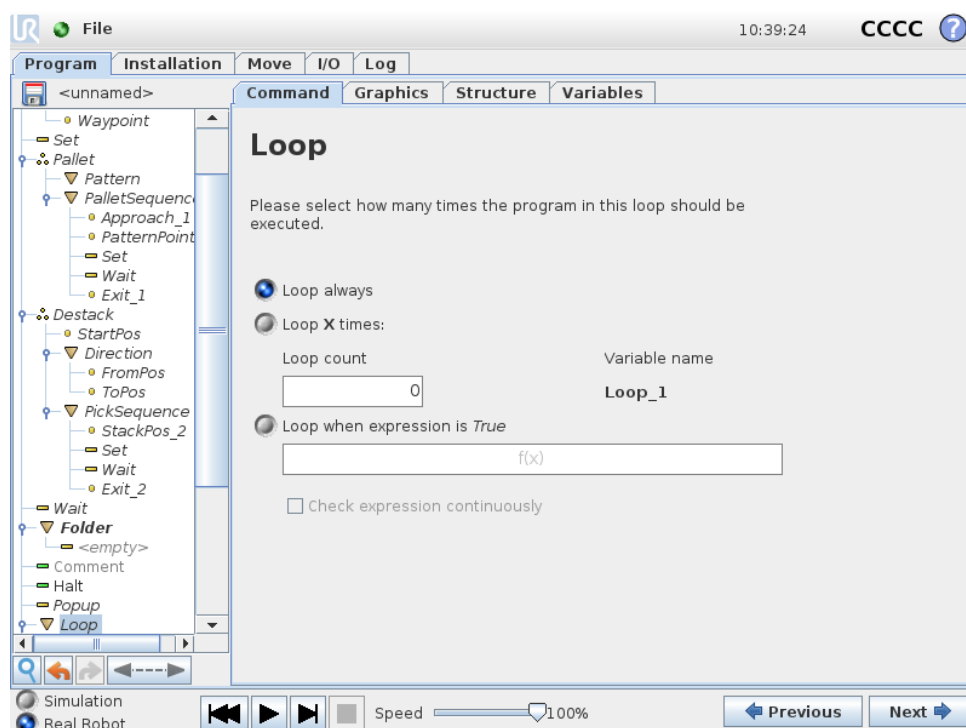 UR File 10:39:24 CCCC ?
Program Installation Move I/O Log
<unnamed> Command Graphics Structure Variables
Waypoint
Set
Pallet
Pattern
PalletSequenc
Approach_1
PatternPoint
Set
Wait
Exit_1
Destack
StartPos
Direction
FromPos
ToPos
PickSequence
StackPos_2
Set
Wait
Exit_2
Wait
Folder
<empty>
Comment
Halt
Popup
Loop
Loop
Please select how many times the program in this loop should be
executed.
Loop always
Loop X times:
Loop count Variable name
0 Loop_1
Loop when expression is True
f(x)
Check expression continuously
Simulation
Real Robot
Speed 100%
Previous Next